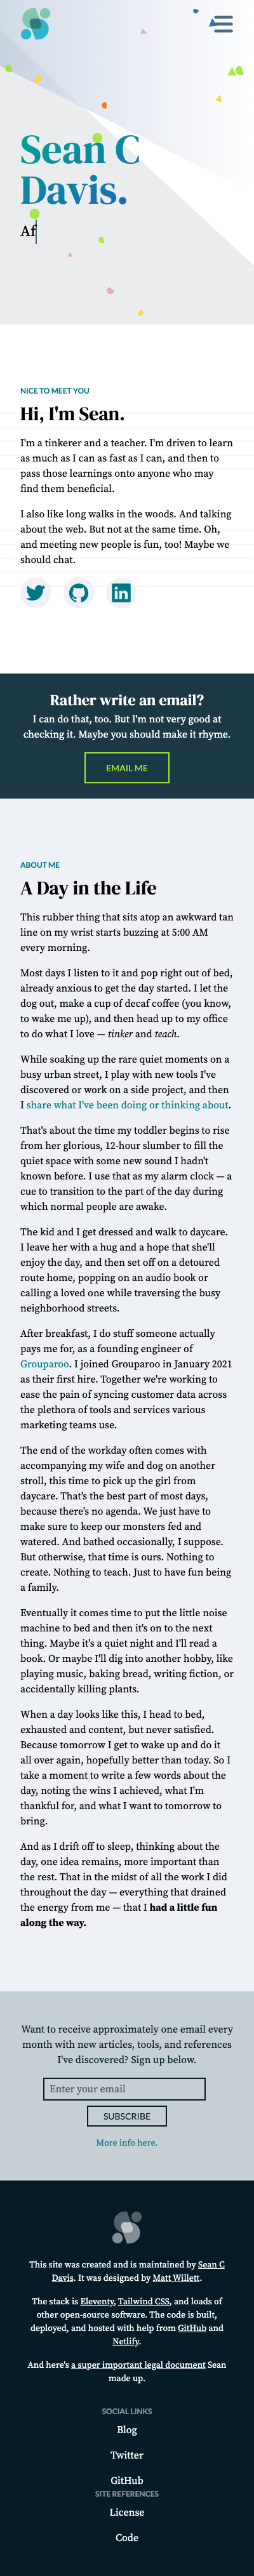 Sean C
Davis.
Af
NICE TO MEET YOU
Hi, I'm Sean.
I'm a tinkerer and a teacher. I'm driven to learn
as much as I can as fast as I can, and then to
pass those learnings onto anyone who may
find them beneficial.
I also like long walks in the woods. And talking
about the web. But not at the same time. Oh,
and meeting new people is fun, too! Maybe we
should chat.
Rather write an email?
I can do that, too. But I'm not very good at
checking it. Maybe you should make it rhyme.
EMAIL ME
ABOUT ME
A Day in the Life
This rubber thing that sits atop an awkward tan
line on my wrist starts buzzing at 5:00 AM
every morning.
Most days I listen to it and pop right out of bed,
already anxious to get the day started. I let the
dog out, make a cup of decaf coffee (you know,
to wake me up), and then head up to my office
to do what I love — tinker and teach.
While soaking up the rare quiet moments on a
busy urban street, I play with new tools I've
discovered or work on a side project, and then
I share what I've been doing or thinking about.
That's about the time my toddler begins to rise
from her glorious, 12-hour slumber to fill the
quiet space with some new sound I hadn't
known before. I use that as my alarm clock — a
cue to transition to the part of the day during
which normal people are awake.
The kid and I get dressed and walk to daycare.
I leave her with a hug and a hope that she'll
enjoy the day, and then set off on a detoured
route home, popping on an audio book or
calling a loved one while traversing the busy
neighborhood streets.
After breakfast, I do stuff someone actually
pays me for, as a founding engineer of
Grouparoo. I joined Grouparoo in January 2021
as their first hire. Together we're working to
ease the pain of syncing customer data across
the plethora of tools and services various
marketing teams use.
The end of the workday often comes with
accompanying my wife and dog on another
stroll, this time to pick up the girl from
daycare. That's the best part of most days,
because there's no agenda. We just have to
make sure to keep our monsters fed and
watered. And bathed occasionally, I suppose.
But otherwise, that time is ours. Nothing to
create. Nothing to teach. Just to have fun being
a family.
Eventually it comes time to put the little noise
machine to bed and then it's on to the next
thing. Maybe it's a quiet night and I'll read a
book. Or maybe I'll dig into another hobby, like
playing music, baking bread, writing fiction, or
accidentally killing plants.
When a day looks like this, I head to bed,
exhausted and content, but never satisfied.
Because tomorrow I get to wake up and do it
all over again, hopefully better than today. So I
take a moment to write a few words about the
day, noting the wins I achieved, what I'm
thankful for, and what I want to tomorrow to
bring.
And as I drift off to sleep, thinking about the
day, one idea remains, more important than
the rest. That in the midst of all the work I did
throughout the day — everything that drained
the energy from me — that I had a little fun
along the way.
Want to receive approximately one email every
month with new articles, tools, and references
I've discovered? Sign up below.
Enter your email
SUBSCRIBE
More info here.
This site was created and is maintained by Sean C
Davis. It was designed by Matt Willett.
The stack is Eleventy, Tailwind CSS, and loads of
other open-source software. The code is built,
deployed, and hosted with help from GitHub and
Netlify.
And here's a super important legal document Sean
made up.
SOCIAL LINKS
Blog
Twitter
GitHub
SITE REFERENCES
License
Code